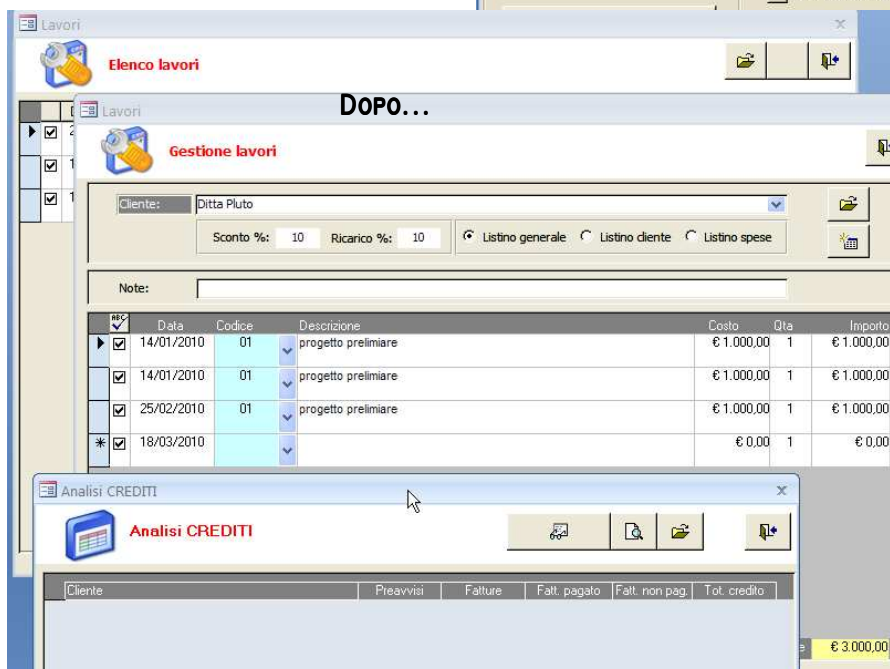 Lavori
Elenco lavori
DOPO...
Lavori
Gestione lavori
Cliente: Ditta Pluto
Sconto %: 10 Ricarico %: 10 Listino generale Listino cliente Listino spese
Note:
ABC Data Codice Descrizione Costo Qta Importo
14/01/2010 01 progetto prelimiare € 1.000,00 1 € 1.000,00
14/01/2010 01 progetto prelimiare € 1.000,00 1 € 1.000,00
25/02/2010 01 progetto prelimiare € 1.000,00 1 € 1.000,00
18/03/2010 € 0,00 1 € 0,00
Analisi CREDITI
Analisi CREDITI
Cliente Preavvisi Fatture Fatt. pagato Fatt. non pag. Tot. credito
€ 3.000,00